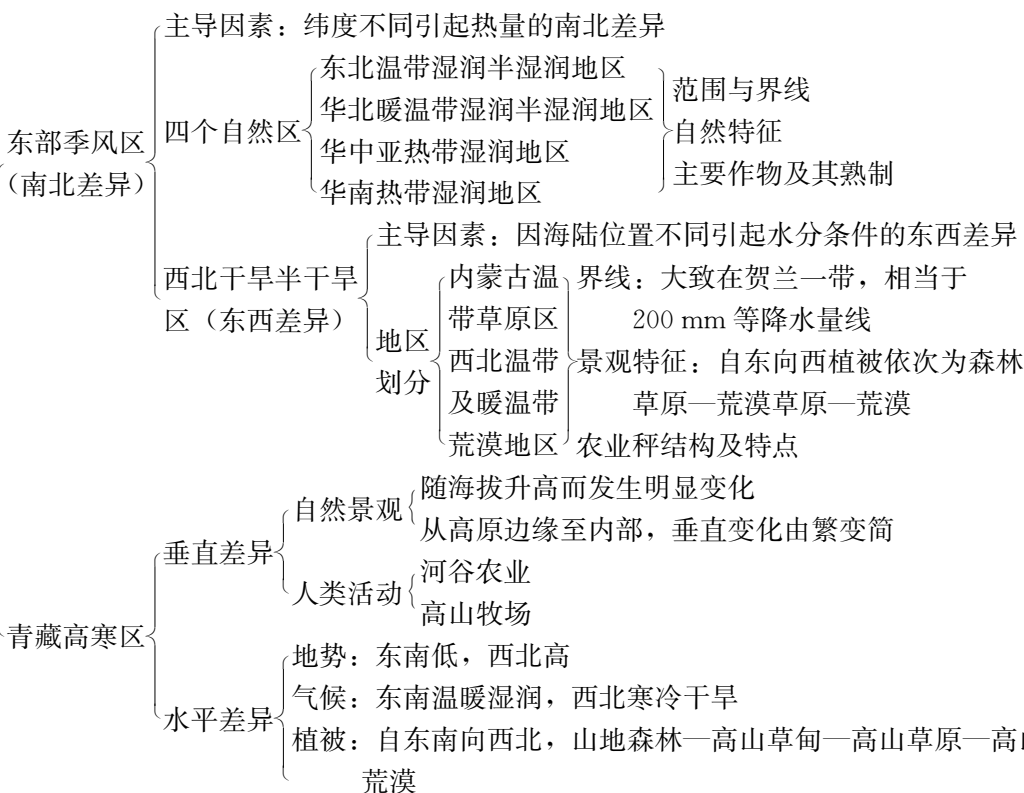 主导因素：纬度不同引起热量的南北差异
东部季风区
（南北差异）
四个自然区
东北温带湿润半湿润地区
华北暖温带湿润半湿润地区
华中亚热带湿润地区
华南热带湿润地区
范围与界线
自然特征
主要作物及其熟制
西北干旱半干旱
区（东西差异）
主导因素：因海陆位置不同引起水分条件的东西差异
地区
划分
内蒙古温
带草原区
西北温带
及暖温带
荒漠地区
界线：大致在贺兰一带，相当于
200 mm 等降水量线
景观特征：自东向西植被依次为森林
草原—荒漠草原—荒漠
农业秤结构及特点
青藏高寒区
垂直差异
自然景观
随海拔升高而发生明显变化
从高原边缘至内部，垂直变化由繁变简
人类活动
河谷农业
高山牧场
水平差异
地势：东南低，西北高
气候：东南温暖湿润，西北寒冷干旱
植被：自东南向西北，山地森林—高山草甸—高山草原—高山
荒漠